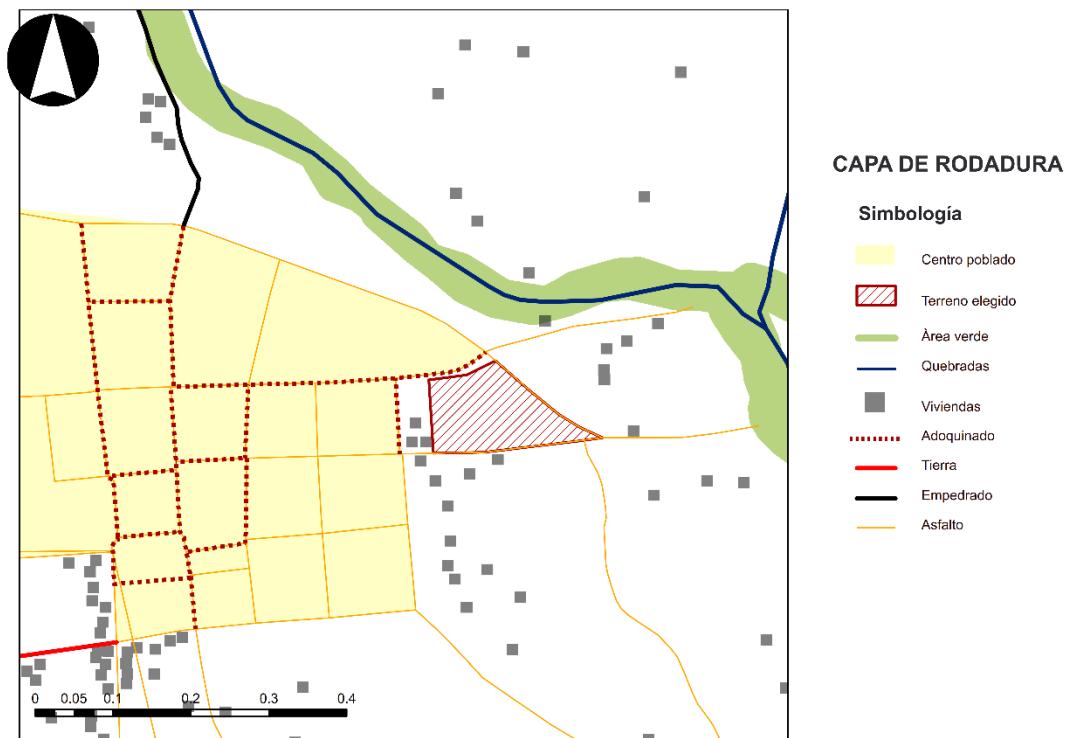 CAPA DE RODADURA
Simbología
Centro poblado
Terreno elegido
Àrea verde
Quebradas
Viviendas
Adoquinado
Tierra
Empedrado
Asfalto
0 0.05 0.1 0.2 0.3 0.4